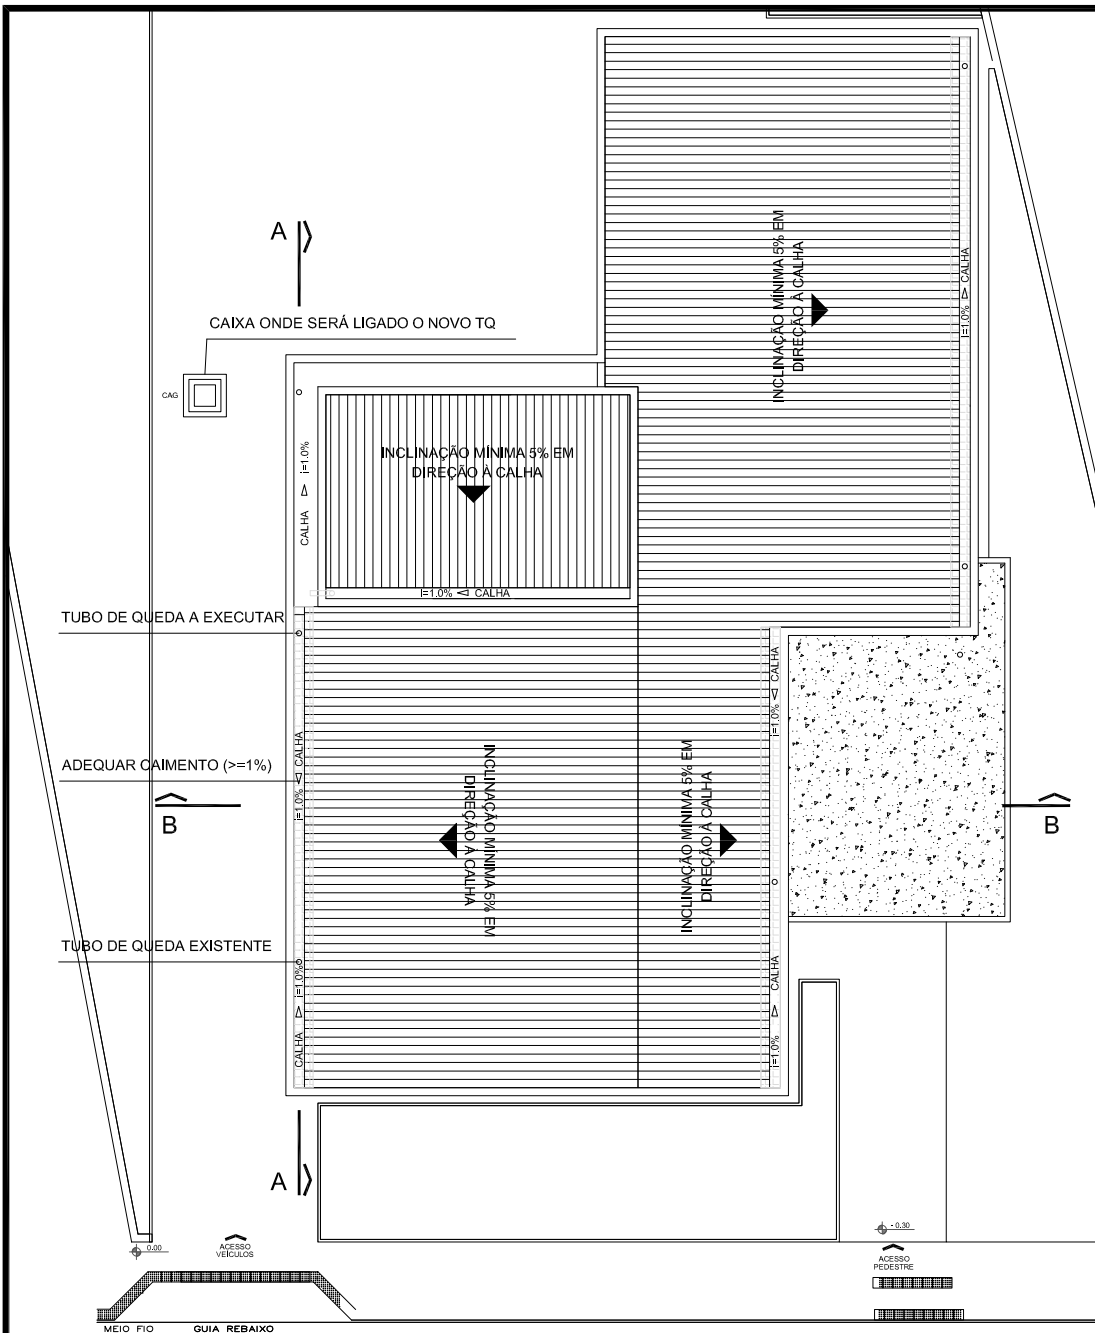 A
CAIXA ONDE SERÁ LIGADO O NOVO TQ
CAG
INCLINAÇÃO MÍNIMA 5% EM
DIREÇÃO À CALHA
i=1.0% CALHA
CALHA i=1.0%
INCLINAÇÃO MÍNIMA 5% EM
DIREÇÃO À CALHA
I=1.0% CALHA
TUBO DE QUEDA A EXECUTAR
i=1.0% CALHA
ADEQUAR CAIMENTO (>=1%)
i=1.0% CALHA
INCLINAÇÃO MÍNIMA 5% EM
DIREÇÃO À CALHA
INCLINAÇÃO MÍNIMA 5% EM
DIREÇÃO À CALHA
B
B
TUBO DE QUEDA EXISTENTE
CALHA i=1.0%
i=1.0% CALHA
A
0.00
ACESSO
VEÍCULOS
- 0.30
ACESSO
PEDESTRE
MEIO FIO
GUIA REBAIXO